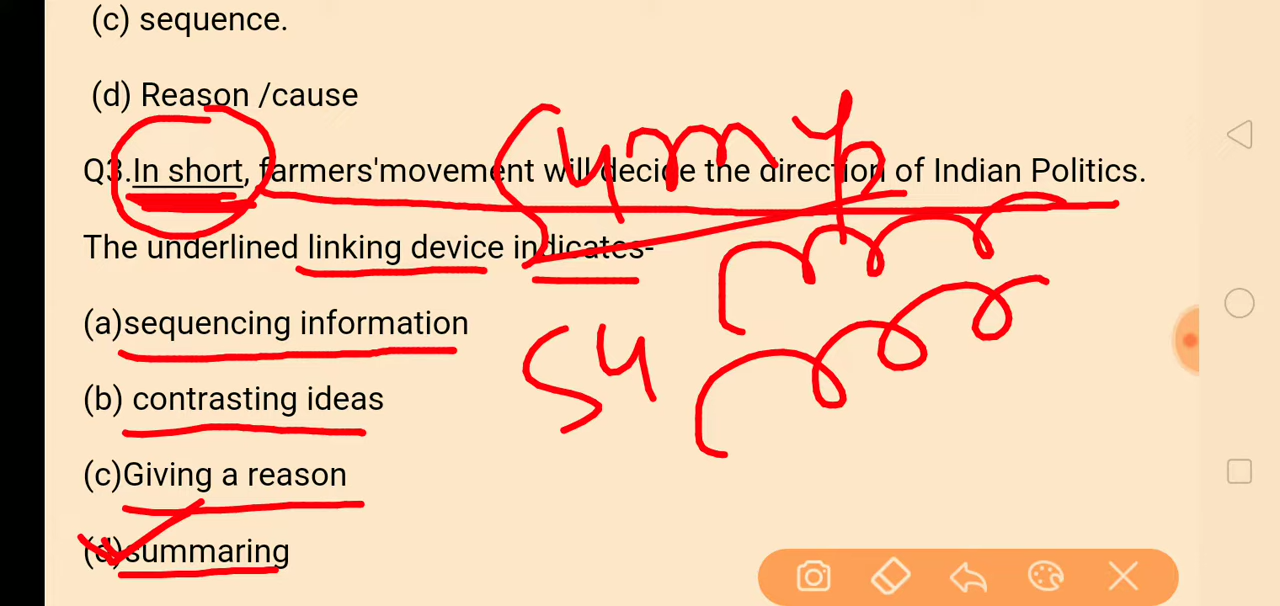 (c) sequence.
(d) Reason /cause
Q3.In short, farmers'movement will decide the direction of Indian Politics.
The underlined linking device indicates-
(a)sequencing information
(b) contrasting ideas
(c)Giving a reason
(d)summaring